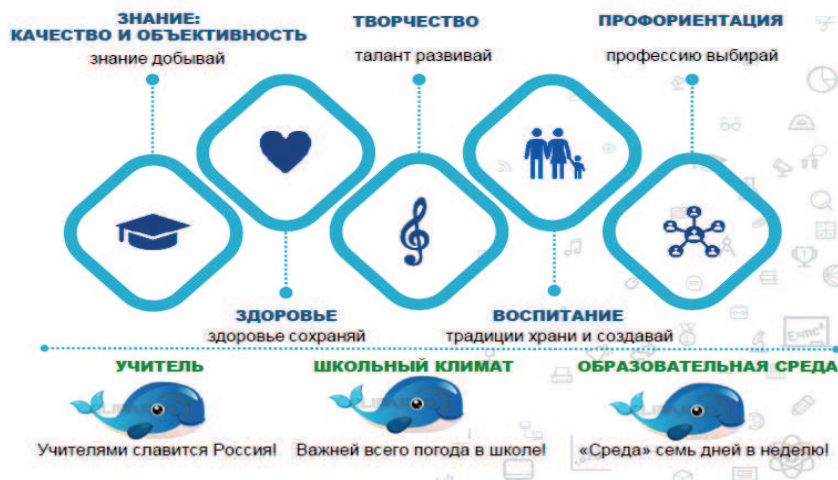 ЗНАНИЕ:
КАЧЕСТВО И ОБЪЕКТИВНОСТЬ
знание добывай
ТВОРЧЕСТВО
талант развивай
ПРОФОРИЕНТАЦИЯ
профессию выбирай
ЗДОРОВЬЕ
здоровье сохраняй
ВОСПИТАНИЕ
традиции храни и создавай
УЧИТЕЛЬ
Учителями славится Россия!
ШКОЛЬНЫЙ КЛИМАТ
Важней всего погода в школе!
ОБРАЗОВАТЕЛЬНАЯ СРЕДА
«Среда» семь дней в неделю!